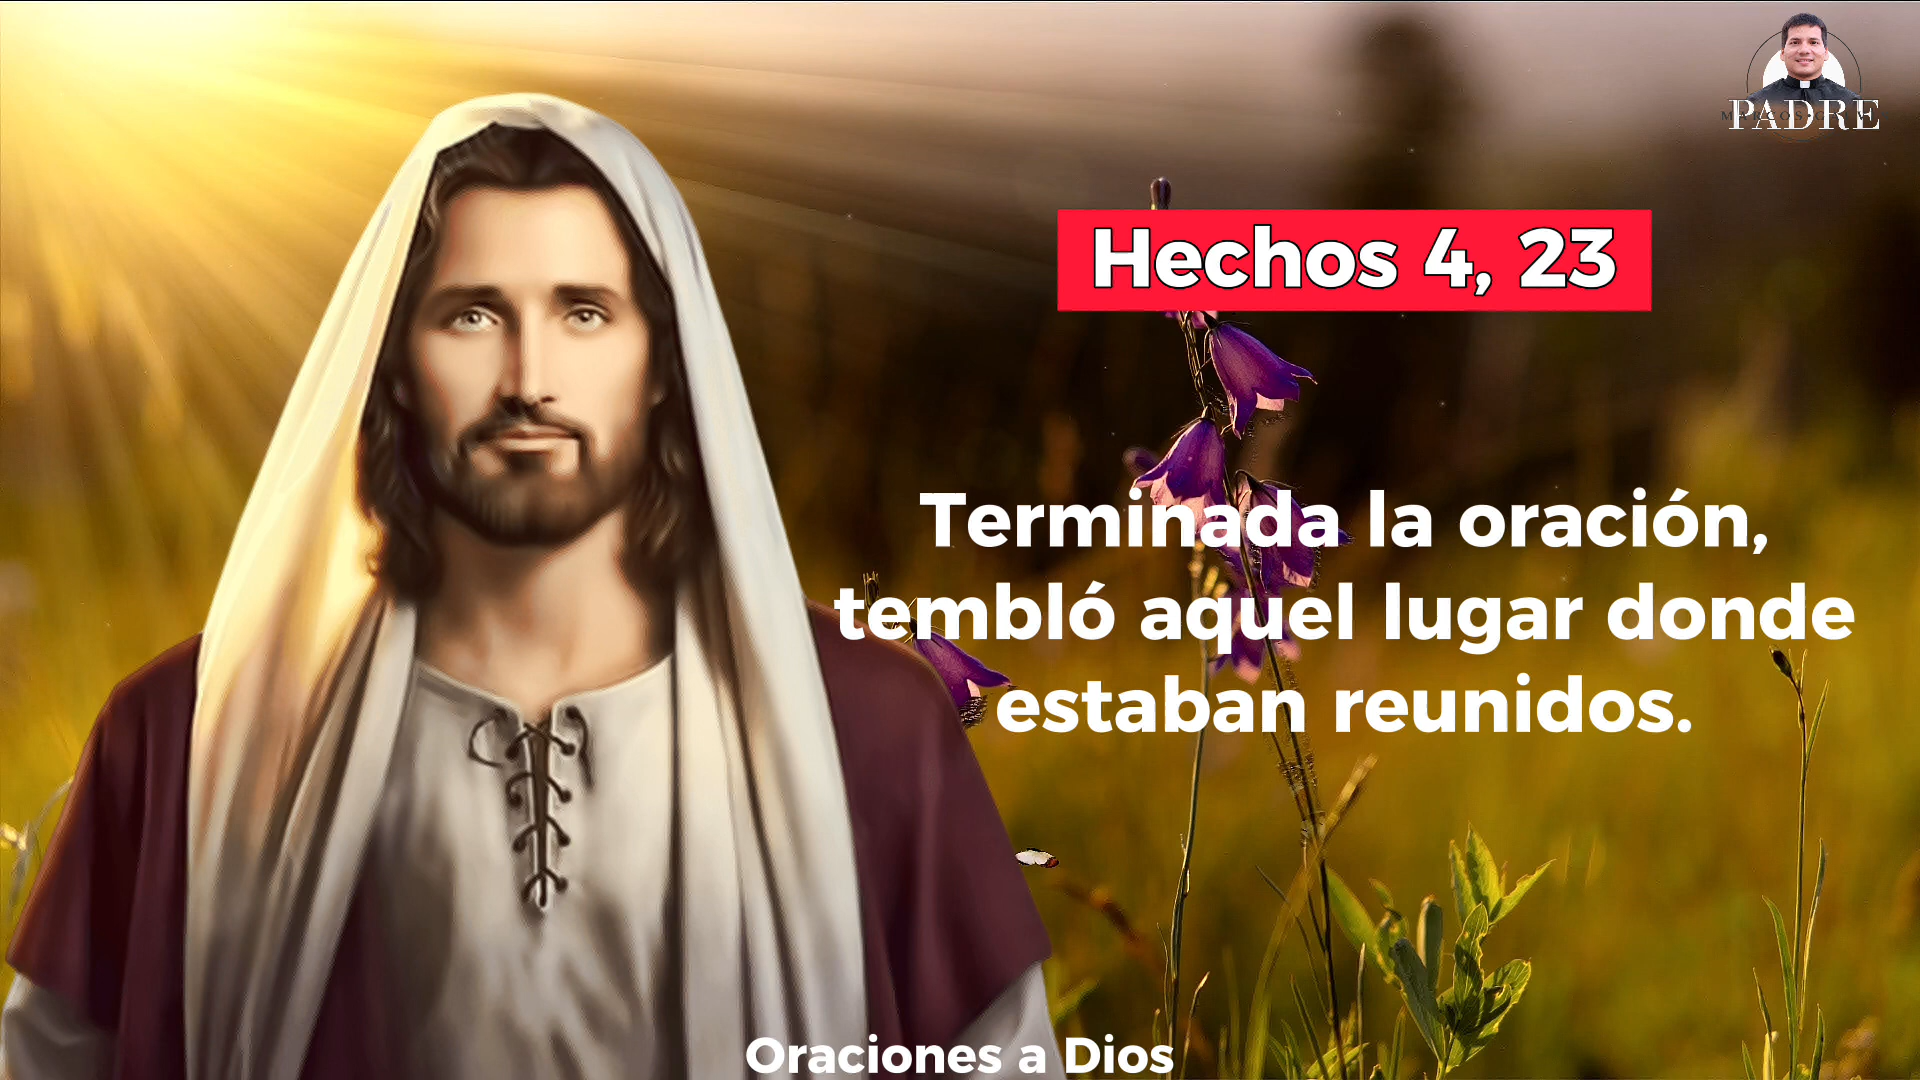 PADRE
Hechos 4, 23
Terminada la oración,
tembló aquel lugar donde
estaban reunidos.
Oraciones a Dios